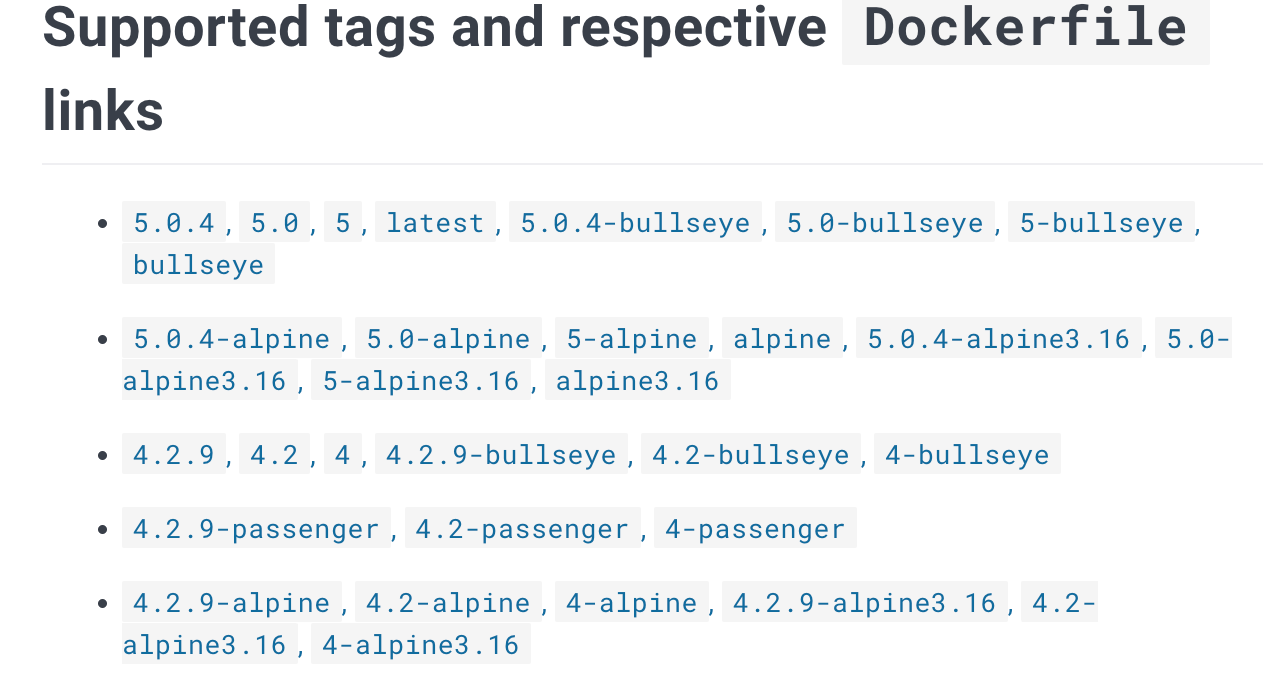 Supported tags and respective Dockerfile
links
5.0.4, 5.0, 5, latest, 5.0.4-bullseye, 5.0-bullseye, 5-bullseye,
bullseye
5.0.4-alpine, 5.0-alpine, 5-alpine, alpine, 5.0.4-alpine3.16, 5.0-
alpine3.16, 5-alpine3.16, alpine3.16
4.2.9, 4.2, 4, 4.2.9-bullseye, 4.2-bullseye, 4-bullseye
4.2.9-passenger, 4.2-passenger, 4-passenger
4.2.9-alpine, 4.2-alpine, 4-alpine, 4.2.9-alpine3.16, 4.2-
alpine3.16, 4-alpine3.16